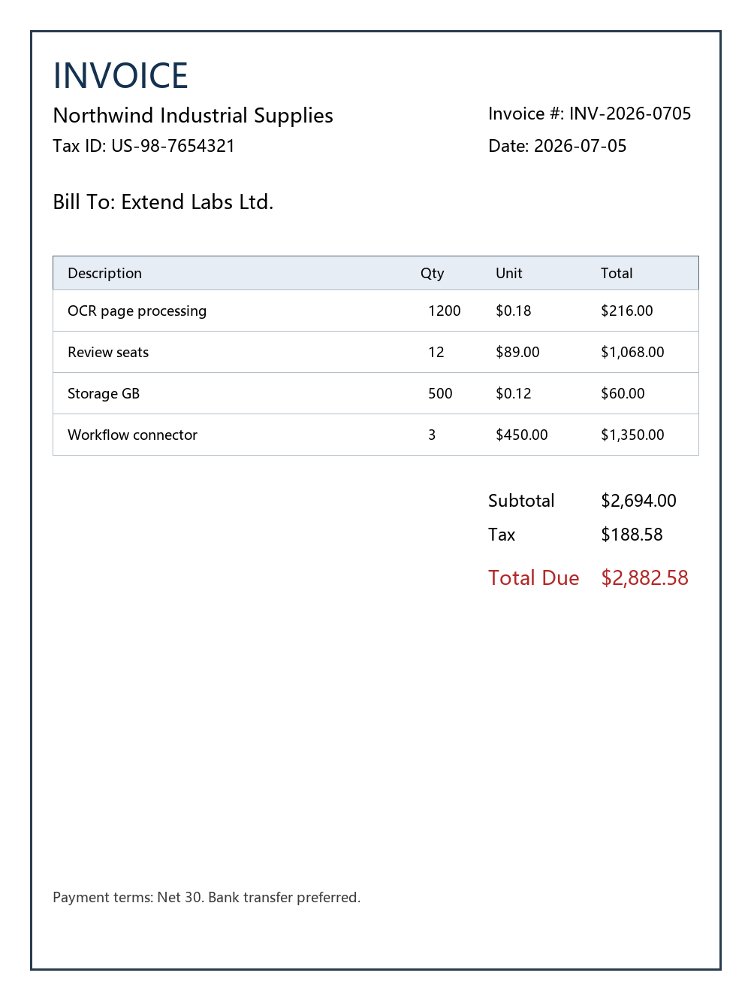 INVOICE
Northwind Industrial Supplies
Invoice #: INV-2026-0705
Tax ID: US-98-7654321
Date: 2026-07-05
Bill To: Extend Labs Ltd.
Description Qty Unit Total
OCR page processing 1200 $0.18 $216.00
Review seats 12 $89.00 $1,068.00
Storage GB 500 $0.12 $60.00
Workflow connector 3 $450.00 $1,350.00
Subtotal $2,694.00
Tax $188.58
Total Due $2,882.58
Payment terms: Net 30. Bank transfer preferred.